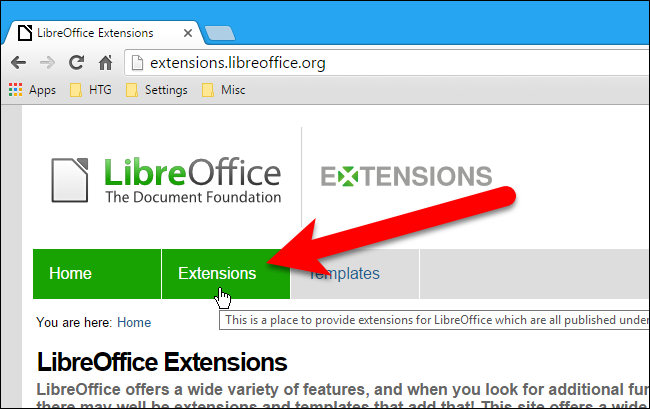 LibreOffice Extensions
extensions.libreoffice.org
Apps HTG Settings Misc
LibreOffice EXTENSIONS
The Document Foundation
Home Extensions Templates
You are here: Home
This is a place to provide extensions for LibreOffice which are all published under
LibreOffice Extensions
LibreOffice offers a wide variety of features, and when you look for additional
there may well be extensions and templates that add that! This site offers a wide